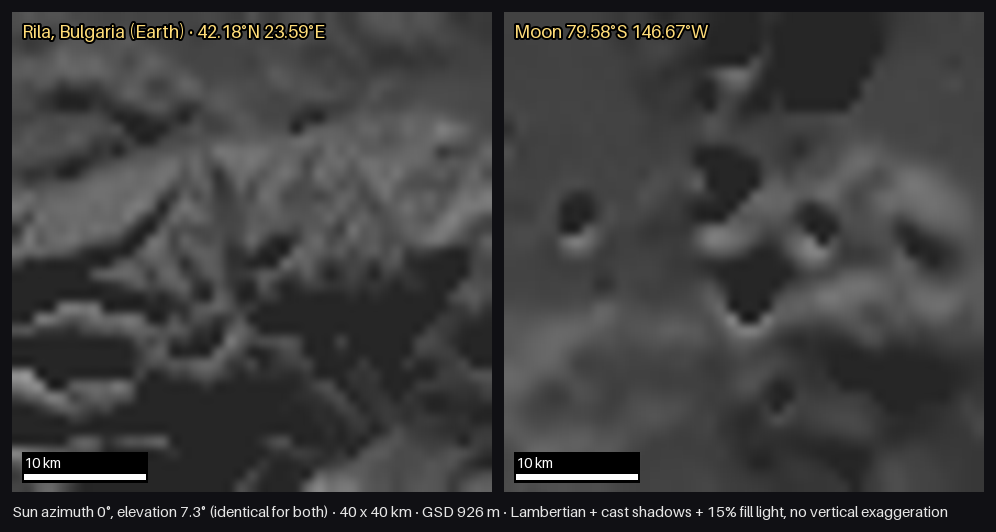 Rila, Bulgaria (Earth) · 42.18°N 23.59°E
Moon 79.58°S 146.67°W
10 km
10 km
Sun azimuth 0°, elevation 7.3° (identical for both) · 40 x 40 km · GSD 926 m · Lambertian + cast shadows + 15% fill light, no vertical exaggeration